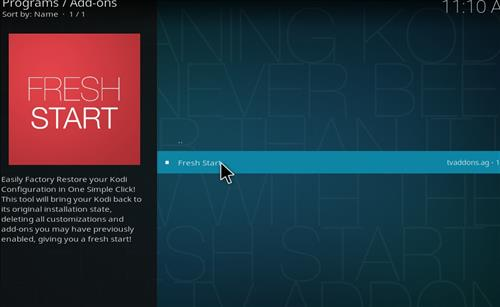 Programs / Add-ons
Sort by: Name · 1 / 1
11:10 A
FRESH
START
..
Fresh Start
tvaddons.ag - 1
Easily Factory Restore your Kodi
Configuration in One Simple Click!
This tool will bring your Kodi back to
its original installation state,
deleting all customizations and
add-ons you may have previously
enabled, giving you a fresh start!